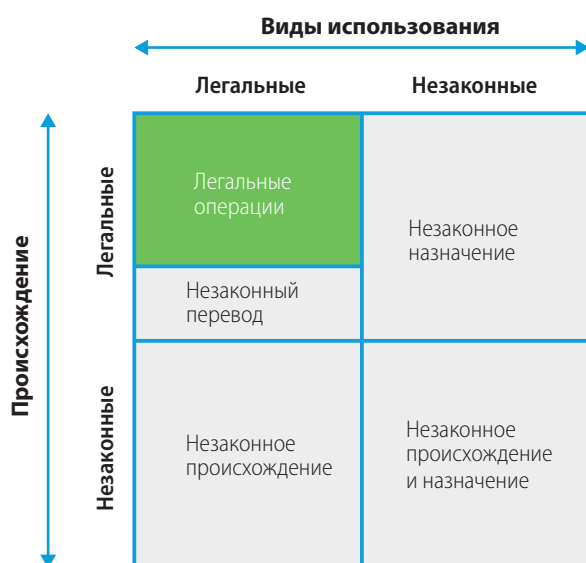 Виды использования
Легальные
Незаконные
Происхождение
Легальные
Незаконные
Легальные
операции
Незаконное
назначение
Незаконный
перевод
Незаконное
происхождение
Незаконное
происхождение
и назначение